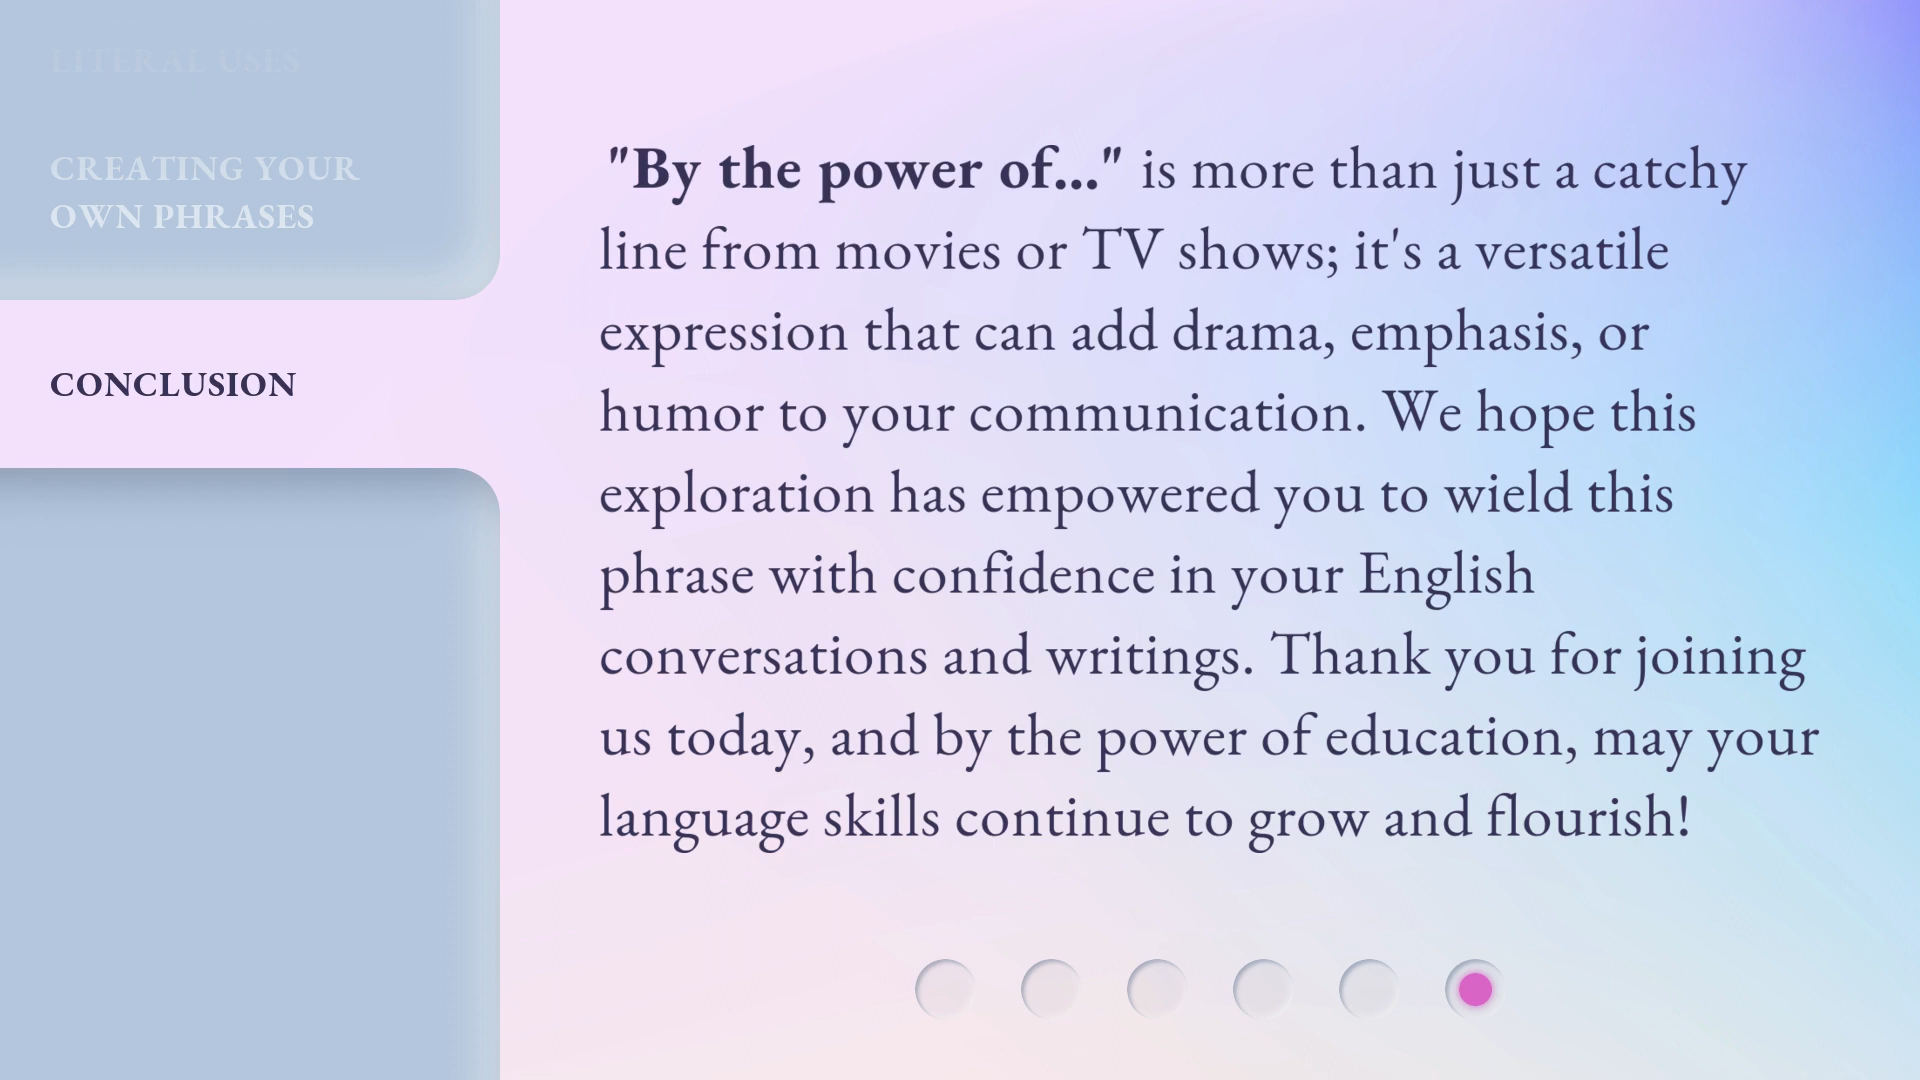 LITERAL USES
CREATING YOUR
OWN PHRASES
CONCLUSION
"By the power of..." is more than just a catchy
line from movies or TV shows; it's a versatile
expression that can add drama, emphasis, or
humor to your communication. We hope this
exploration has empowered you to wield this
phrase with confidence in your English
conversations and writings. Thank you for joining
us today, and by the power of education, may your
language skills continue to grow and flourish!